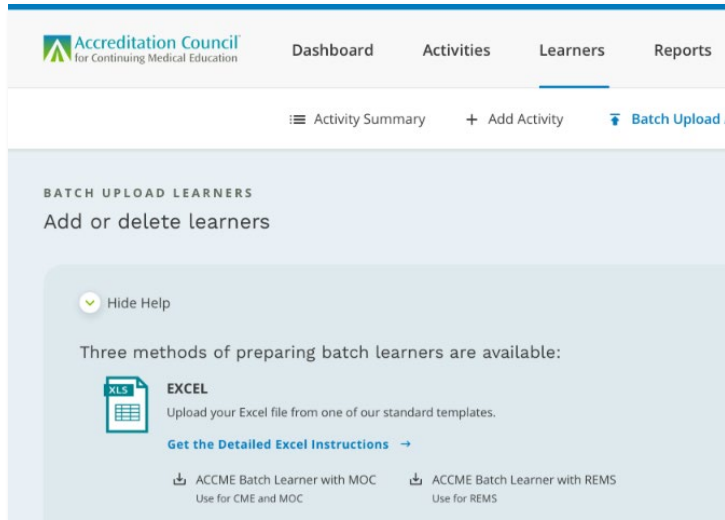 Accreditation Council
for Continuing Medical Education
Dashboard Activities Learners Reports
Activity Summary + Add Activity Batch Upload
BATCH UPLOAD LEARNERS
Add or delete learners
Hide Help
Three methods of preparing batch learners are available:
XLS
EXCEL
Upload your Excel file from one of our standard templates.
Get the Detailed Excel Instructions →
ACCME Batch Learner with MOC
Use for CME and MOC
ACCME Batch Learner with REMS
Use for REMS